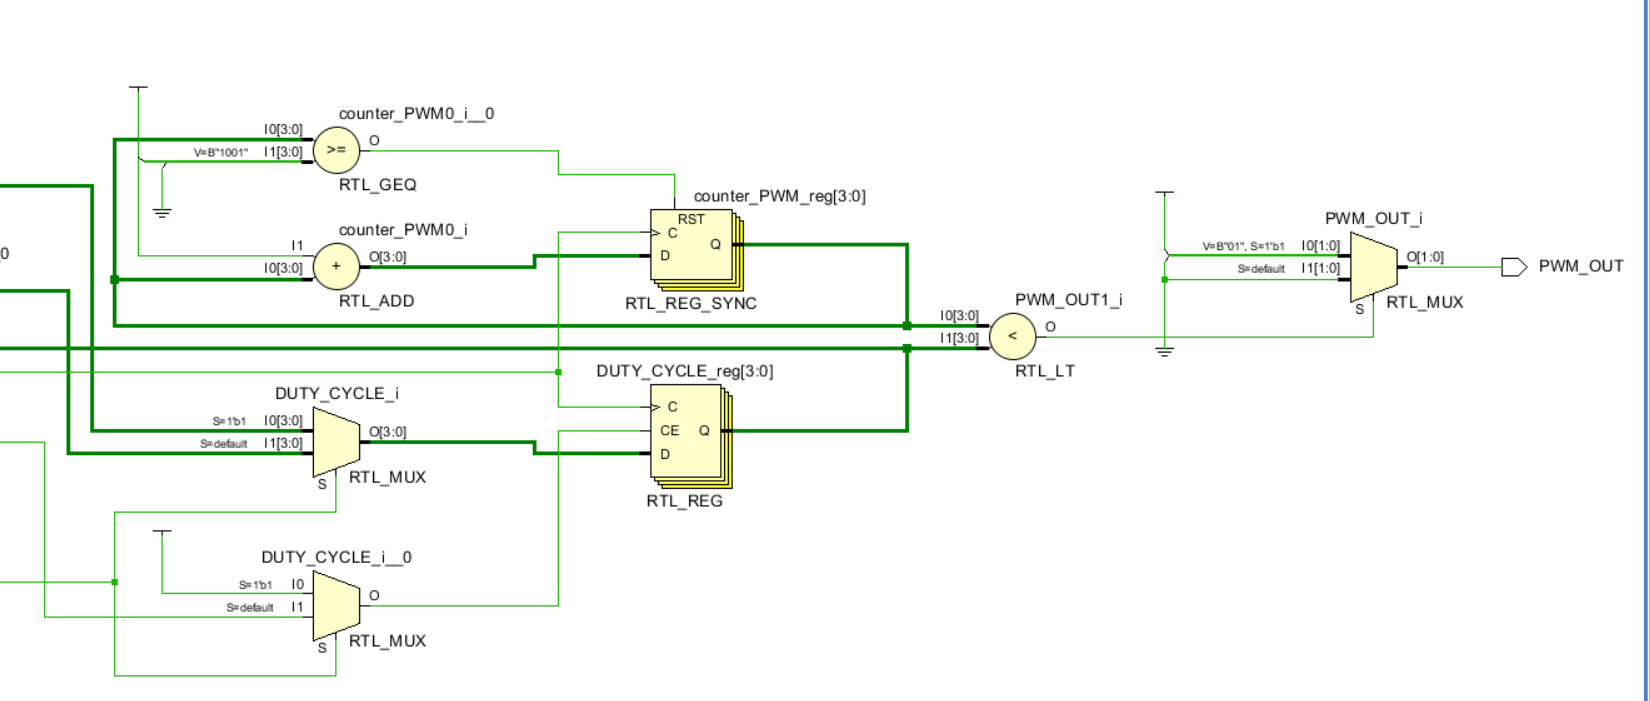 counter_PWM0_i__0
I0[3:0]
O
V=B"1001"
I1[3:0]
>=
RTL_GEQ
counter_PWM_reg[3:0]
RST
C
Q
D
RTL_REG_SYNC
counter_PWM0_i
I1
O[3:0]
I0[3:0]
+
RTL_ADD
0
PWM_OUT_i
V=B"01", S=1'b1
I0[1:0]
S=default
I1[1:0]
O[1:0]
S
RTL_MUX
PWM_OUT
PWM_OUT1_i
I0[3:0]
O
I1[3:0]
<
RTL_LT
DUTY_CYCLE_reg[3:0]
C
CE
Q
D
RTL_REG
DUTY_CYCLE_i
S=1'b1
I0[3:0]
O[3:0]
S=default
I1[3:0]
S
RTL_MUX
DUTY_CYCLE_i__0
S=1'b1
I0
O
S=default
I1
S
RTL_MUX